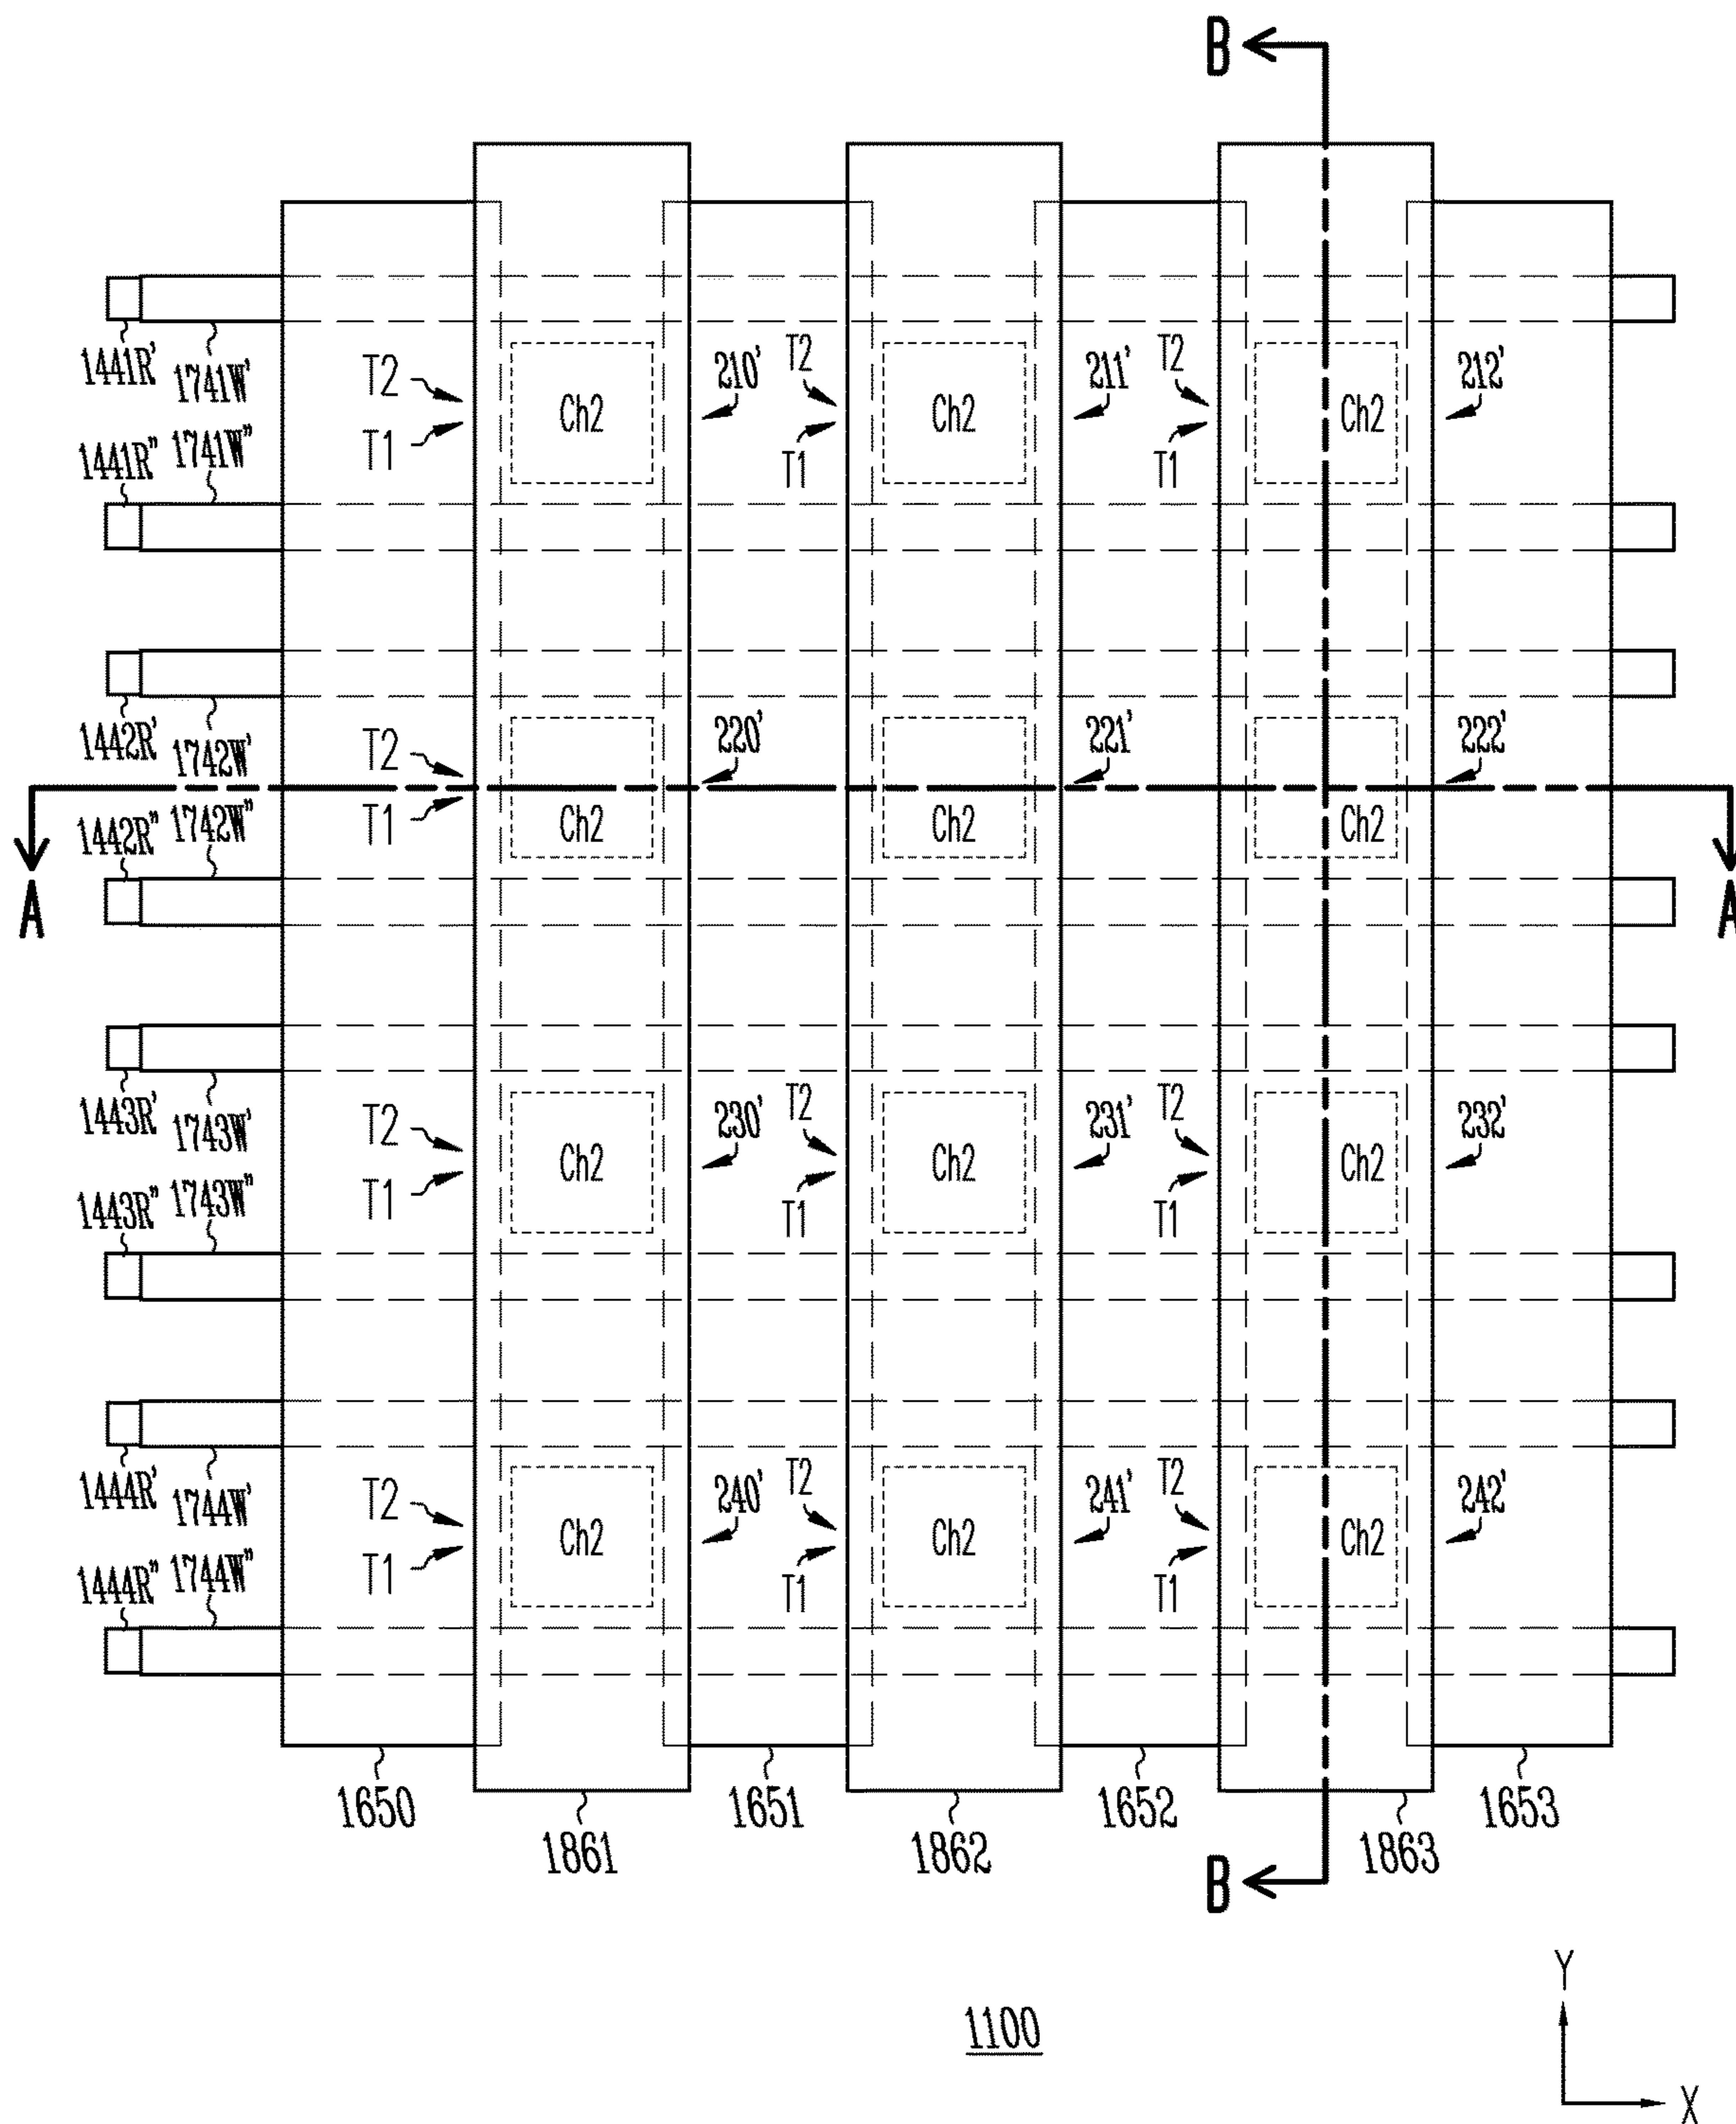 B
1441R'
1741W'
T2
T1
Ch2
210'
T2
T1
Ch2
211'
T2
T1
Ch2
212'
1441R"
1741W"
1442R'
1742W'
T2
T1
Ch2
220'
Ch2
221'
Ch2
222'
1442R"
1742W"
A
A
1443R'
1743W'
T2
T1
Ch2
230'
T2
T1
Ch2
231'
T2
T1
Ch2
232'
1443R"
1743W"
1444R'
1744W'
T2
T1
Ch2
240'
T2
T1
Ch2
241'
T2
T1
Ch2
242'
1444R"
1744W"
1650
1861
1651
1862
1652
1863
1653
B
1100
Y
X